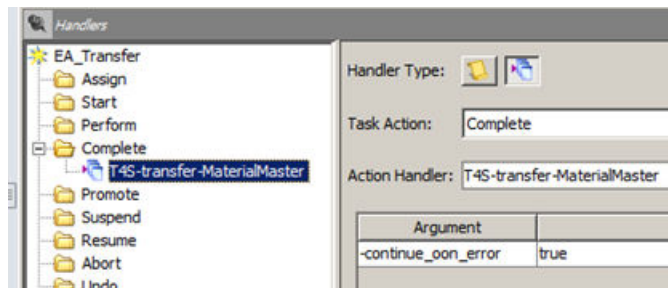 Handlers
EA_Transfer
Assign
Start
Perform
Complete
T4S-transfer-MaterialMaster
Promote
Suspend
Resume
Abort
Undo
Handler Type:
Task Action: Complete
Action Handler: T4S-transfer-MaterialMaster
Argument
-continue_oon_error true